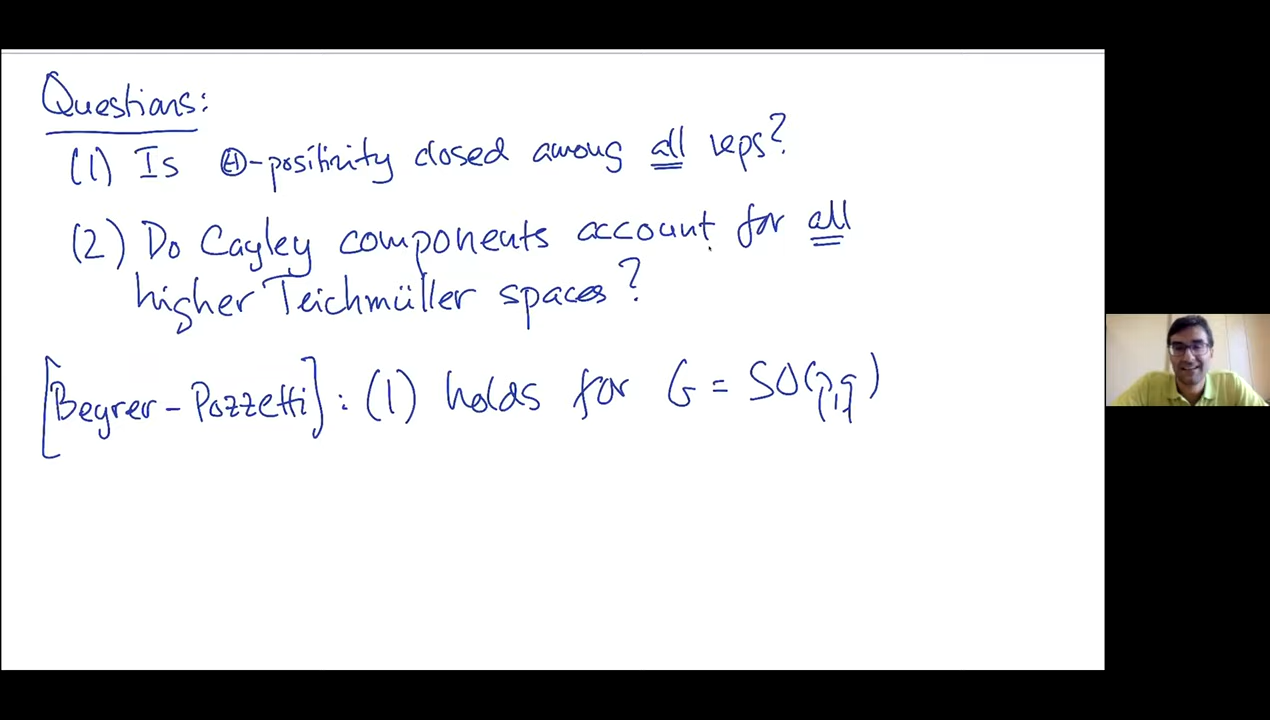 Questions:
(1) Is Θ-positivity closed among all reps?
(2) Do Cayley components account for all
higher Teichmüller spaces?
[Beyrer - Pozzetti]: (1) holds for G = SO(p,q)